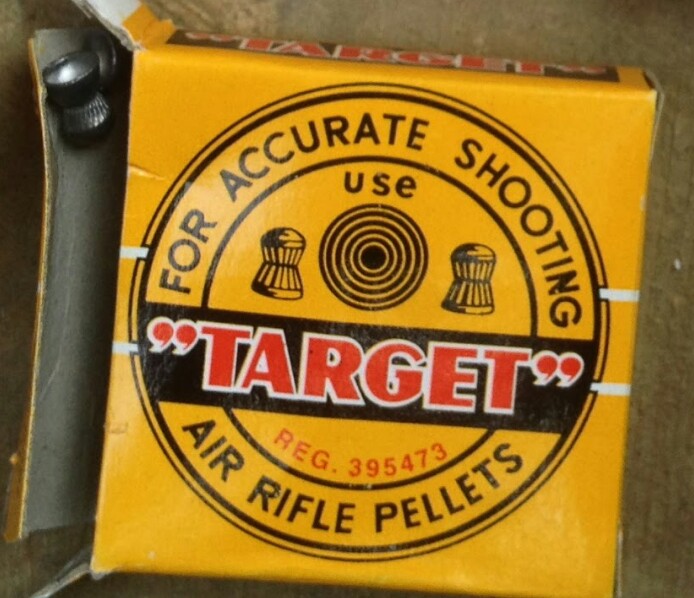 "TARGET"
FOR ACCURATE SHOOTING
use
”TARGET”
REG. 395473
AIR RIFLE PELLETS